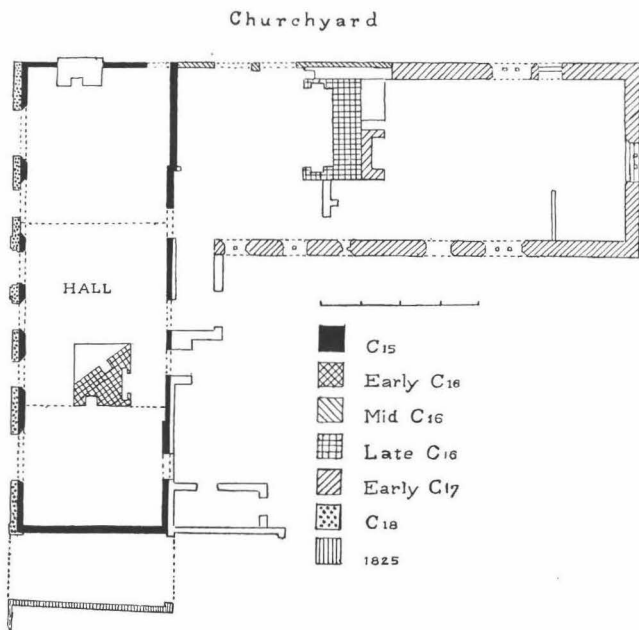 Churchyard
HALL
C15
Early C16
Mid C16
Late C16
Early C17
C18
1825